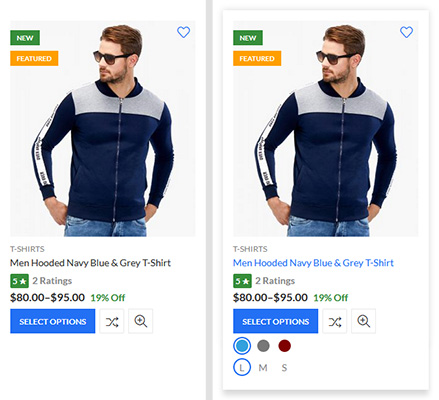 NEW
FEATURED
T-SHIRTS
Men Hooded Navy Blue & Grey T-Shirt
5 ★ 2 Ratings
$80.00–$95.00 19% Off
SELECT OPTIONS
NEW
FEATURED
T-SHIRTS
Men Hooded Navy Blue & Grey T-Shirt
5 ★ 2 Ratings
$80.00–$95.00 19% Off
SELECT OPTIONS
L M S